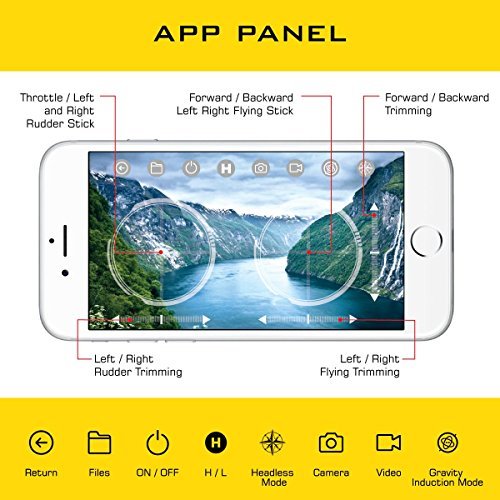 APP PANEL
Throttle / Left
and Right
Rudder Stick
Forward / Backward
Left Right Flying Stick
Forward / Backward
Trimming
H
Left / Right
Rudder Trimming
Left / Right
Flying Trimming
H
Return
Files
ON / OFF
H / L
Headless
Mode
Camera
Video
Gravity
Induction Mode